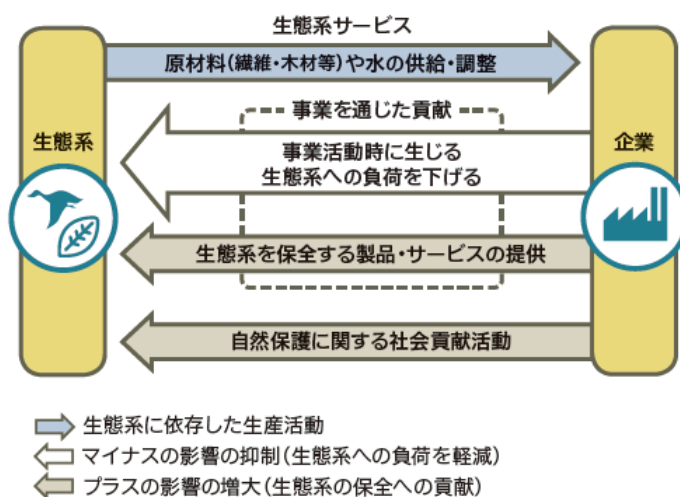 生態系サービス
原材料(繊維・木材等)や水の供給・調整
事業を通じた貢献
生態系
企業
事業活動時に生じる
生態系への負荷を下げる
生態系を保全する製品・サービスの提供
自然保護に関する社会貢献活動
生態系に依存した生産活動
マイナスの影響の抑制(生態系への負荷を軽減)
プラスの影響の増大(生態系の保全への貢献)